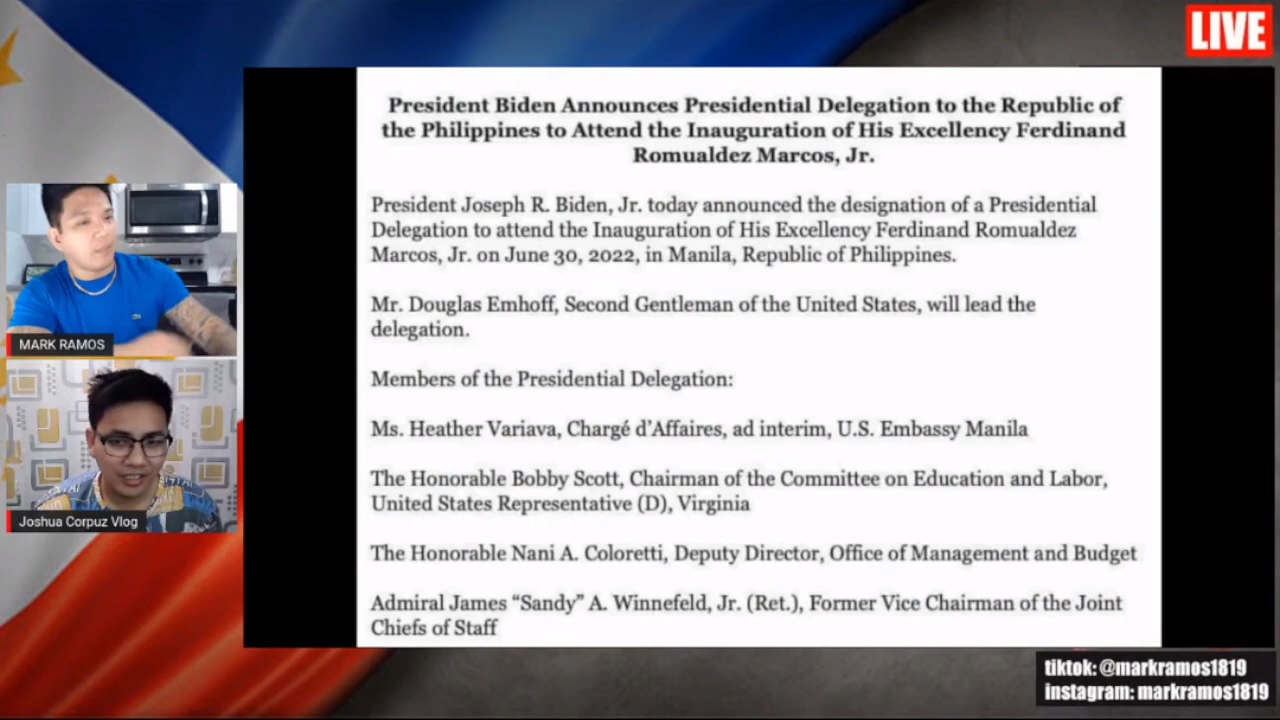 LIVE
President Biden Announces Presidential Delegation to the Republic of
the Philippines to Attend the Inauguration of His Excellency Ferdinand
Romualdez Marcos, Jr.
President Joseph R. Biden, Jr. today announced the designation of a Presidential
Delegation to attend the Inauguration of His Excellency Ferdinand Romualdez
Marcos, Jr. on June 30, 2022, in Manila, Republic of Philippines.
Mr. Douglas Emhoff, Second Gentleman of the United States, will lead the
delegation.
Members of the Presidential Delegation:
Ms. Heather Variava, Chargé d’Affaires, ad interim, U.S. Embassy Manila
The Honorable Bobby Scott, Chairman of the Committee on Education and Labor,
United States Representative (D), Virginia
The Honorable Nani A. Coloretti, Deputy Director, Office of Management and Budget
Admiral James “Sandy” A. Winnefeld, Jr. (Ret.), Former Vice Chairman of the Joint
Chiefs of Staff
MARK RAMOS
Joshua Corpuz Vlog
tiktok: @markramos1819
instagram: markramos1819